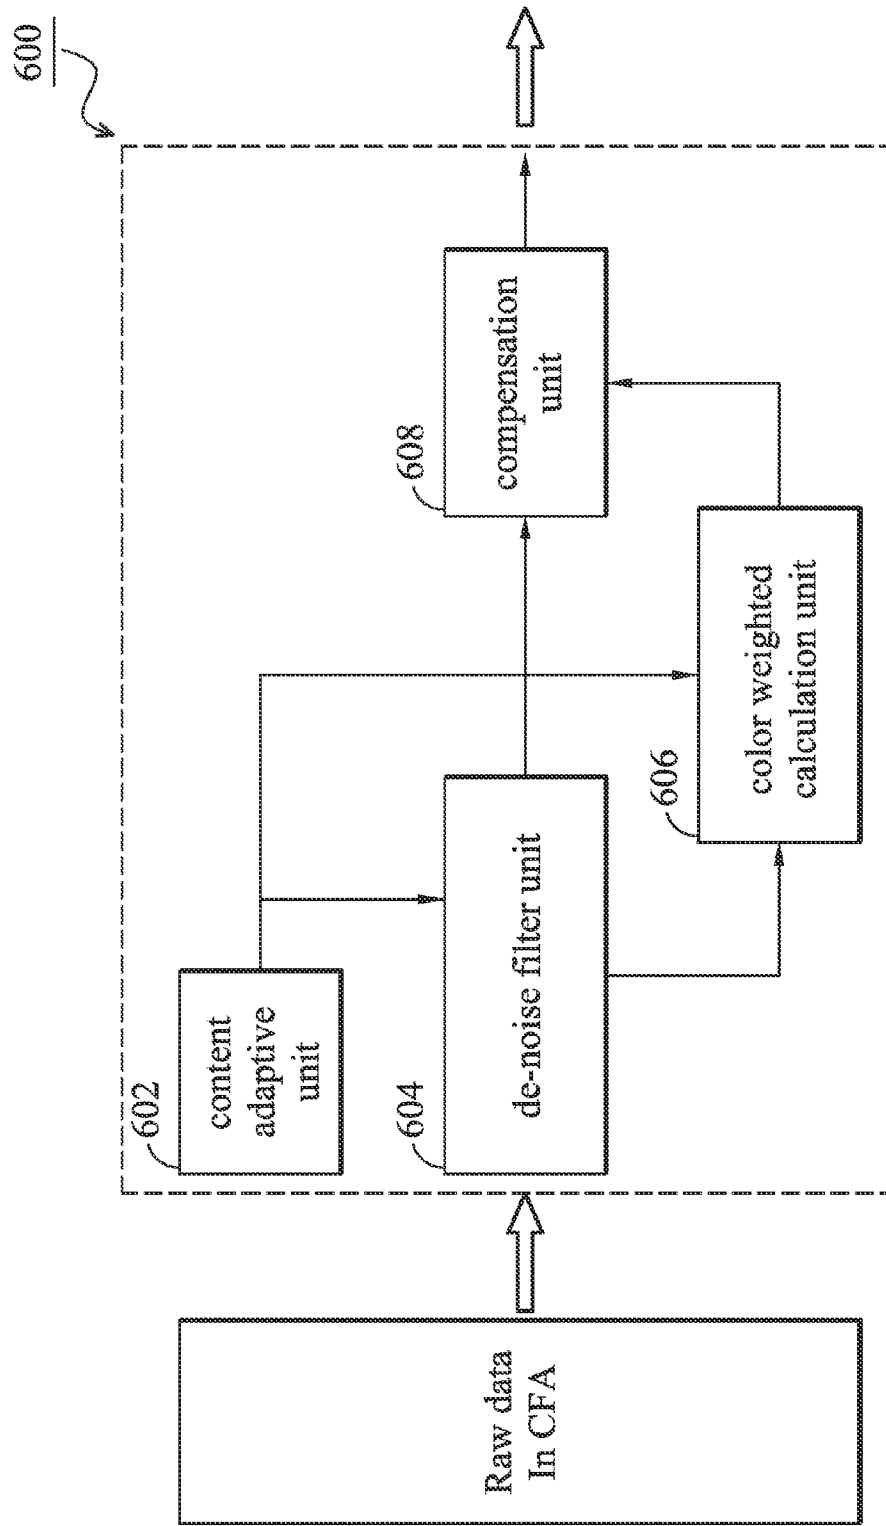 600
602
content
adaptive
unit
604
de-noise filter unit
608
compensation
unit
606
color weighted
calculation unit
Raw data
In CFA